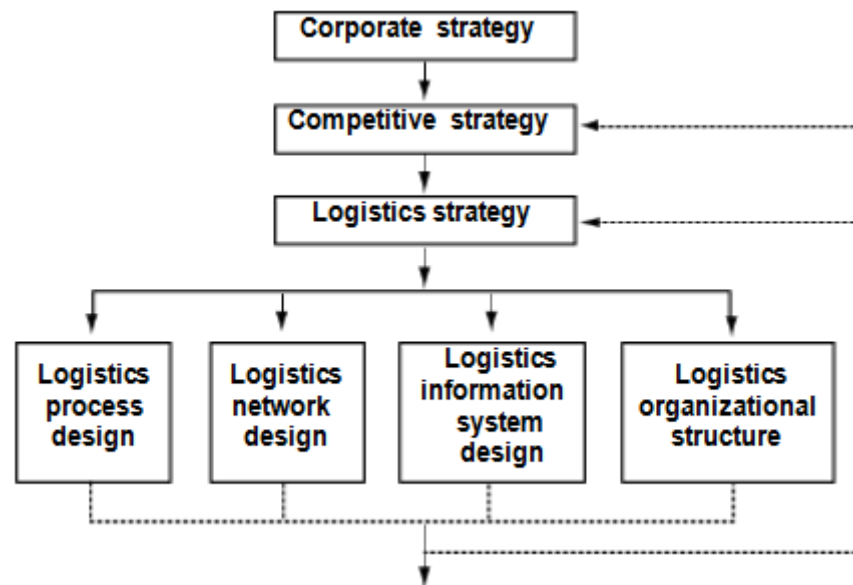 Corporate strategy
Competitive strategy
Logistics strategy
Logistics
process
design
Logistics
network
design
Logistics
information
system
design
Logistics
organizational
structure